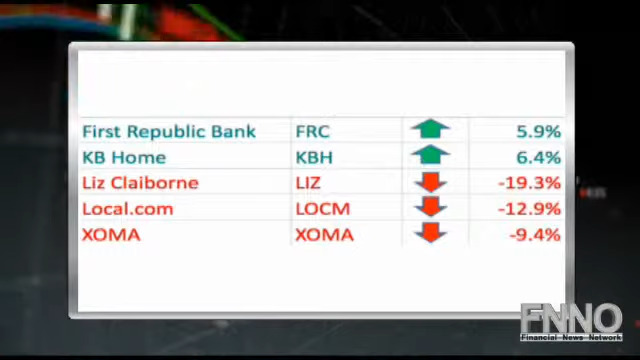 First Republic Bank FRC 5.9%
KB Home KBH 6.4%
Liz Claiborne LIZ -19.3%
Local.com LOCM -12.9%
XOMA XOMA -9.4%
FNNO
Financial News Network